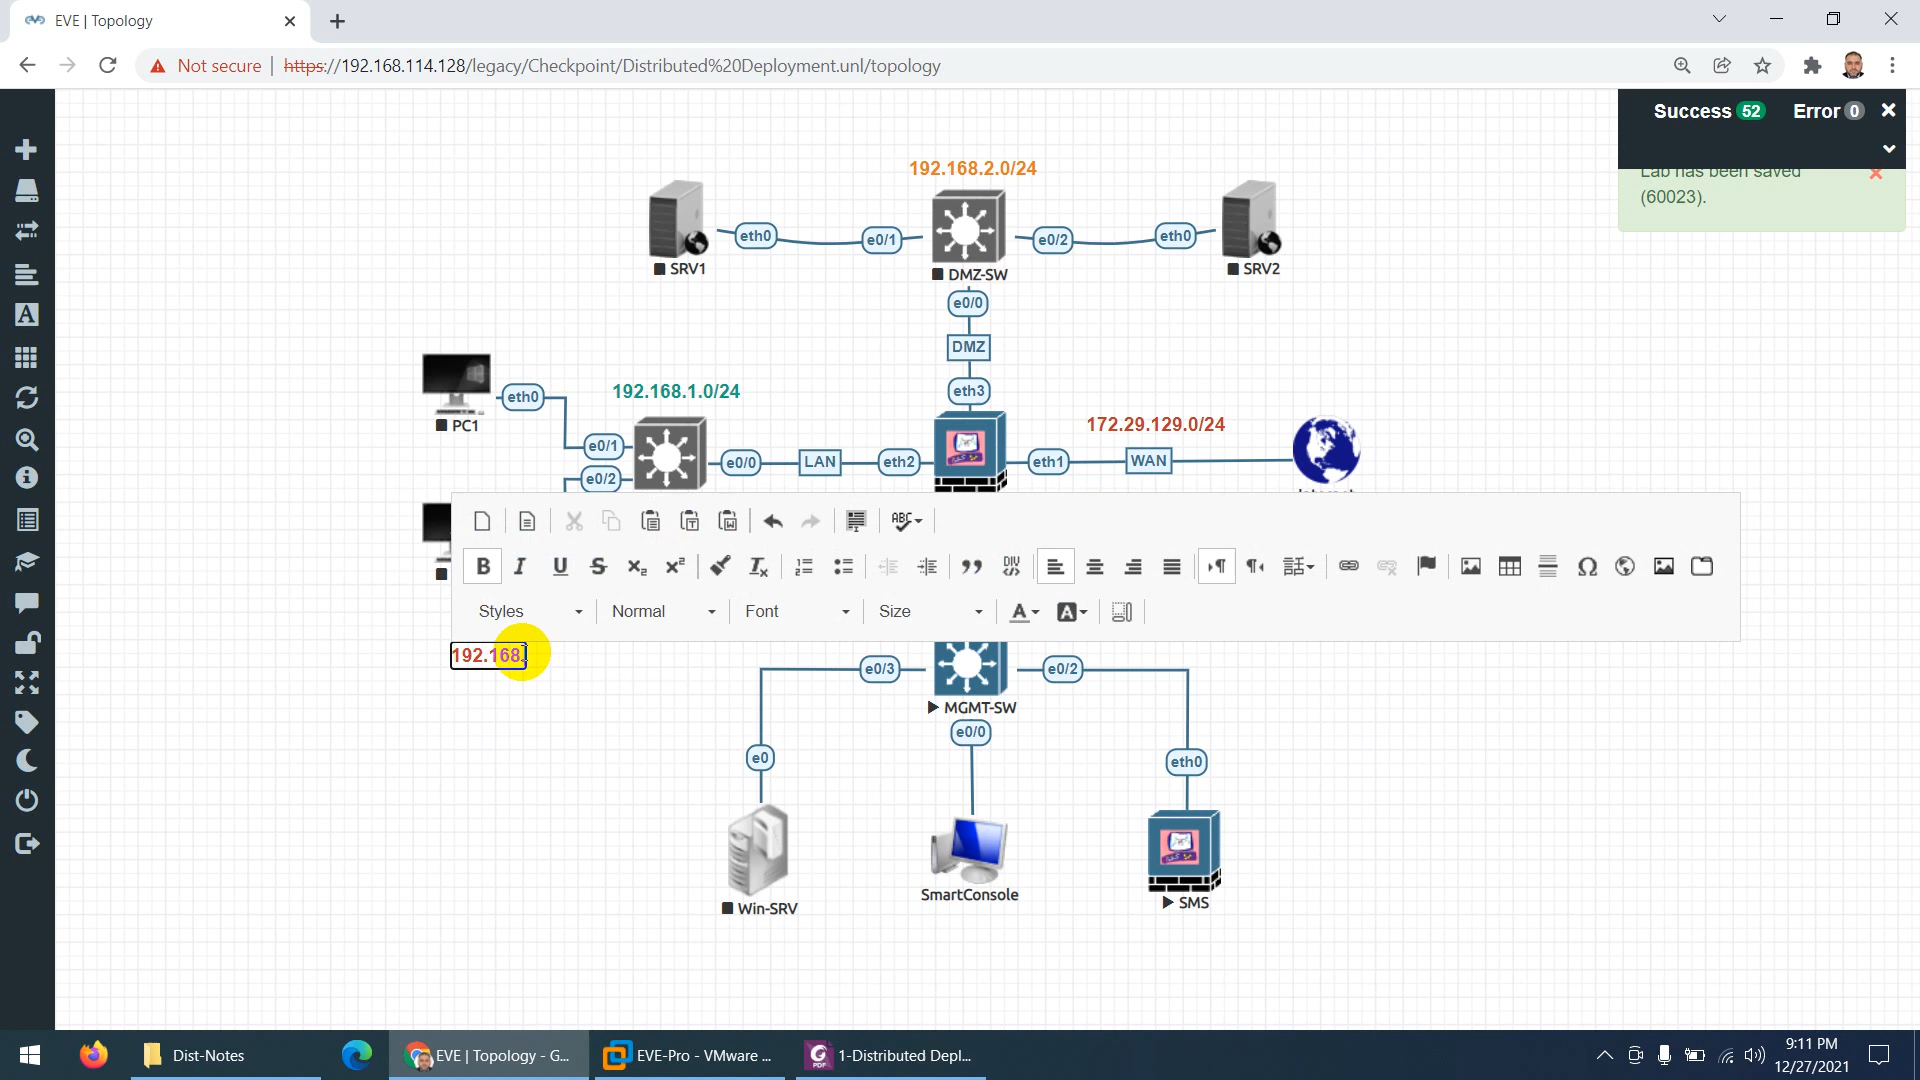 EVE | Topology
Not secure | https://192.168.114.128/legacy/Checkpoint/Distributed%20Deployment.unl/topology
Success 52 Error 0
Lab has been saved
(60023).
192.168.2.0/24
SRV1
eth0
e0/1
DMZ-SW
e0/2
eth0
SRV2
e0/0
DMZ
eth3
PC1
eth0
192.168.1.0/24
e0/1
e0/2
e0/0
LAN
eth2
eth1
WAN
172.29.129.0/24
ABC
Styles
Normal
Font
Size
192.168.
e0/3
e0/2
MGMT-SW
e0/0
e0
eth0
Win-SRV
SmartConsole
SMS
Dist-Notes
EVE | Topology - G...
EVE-Pro - VMware ...
1-Distributed Depl...
9:11 PM
12/27/2021